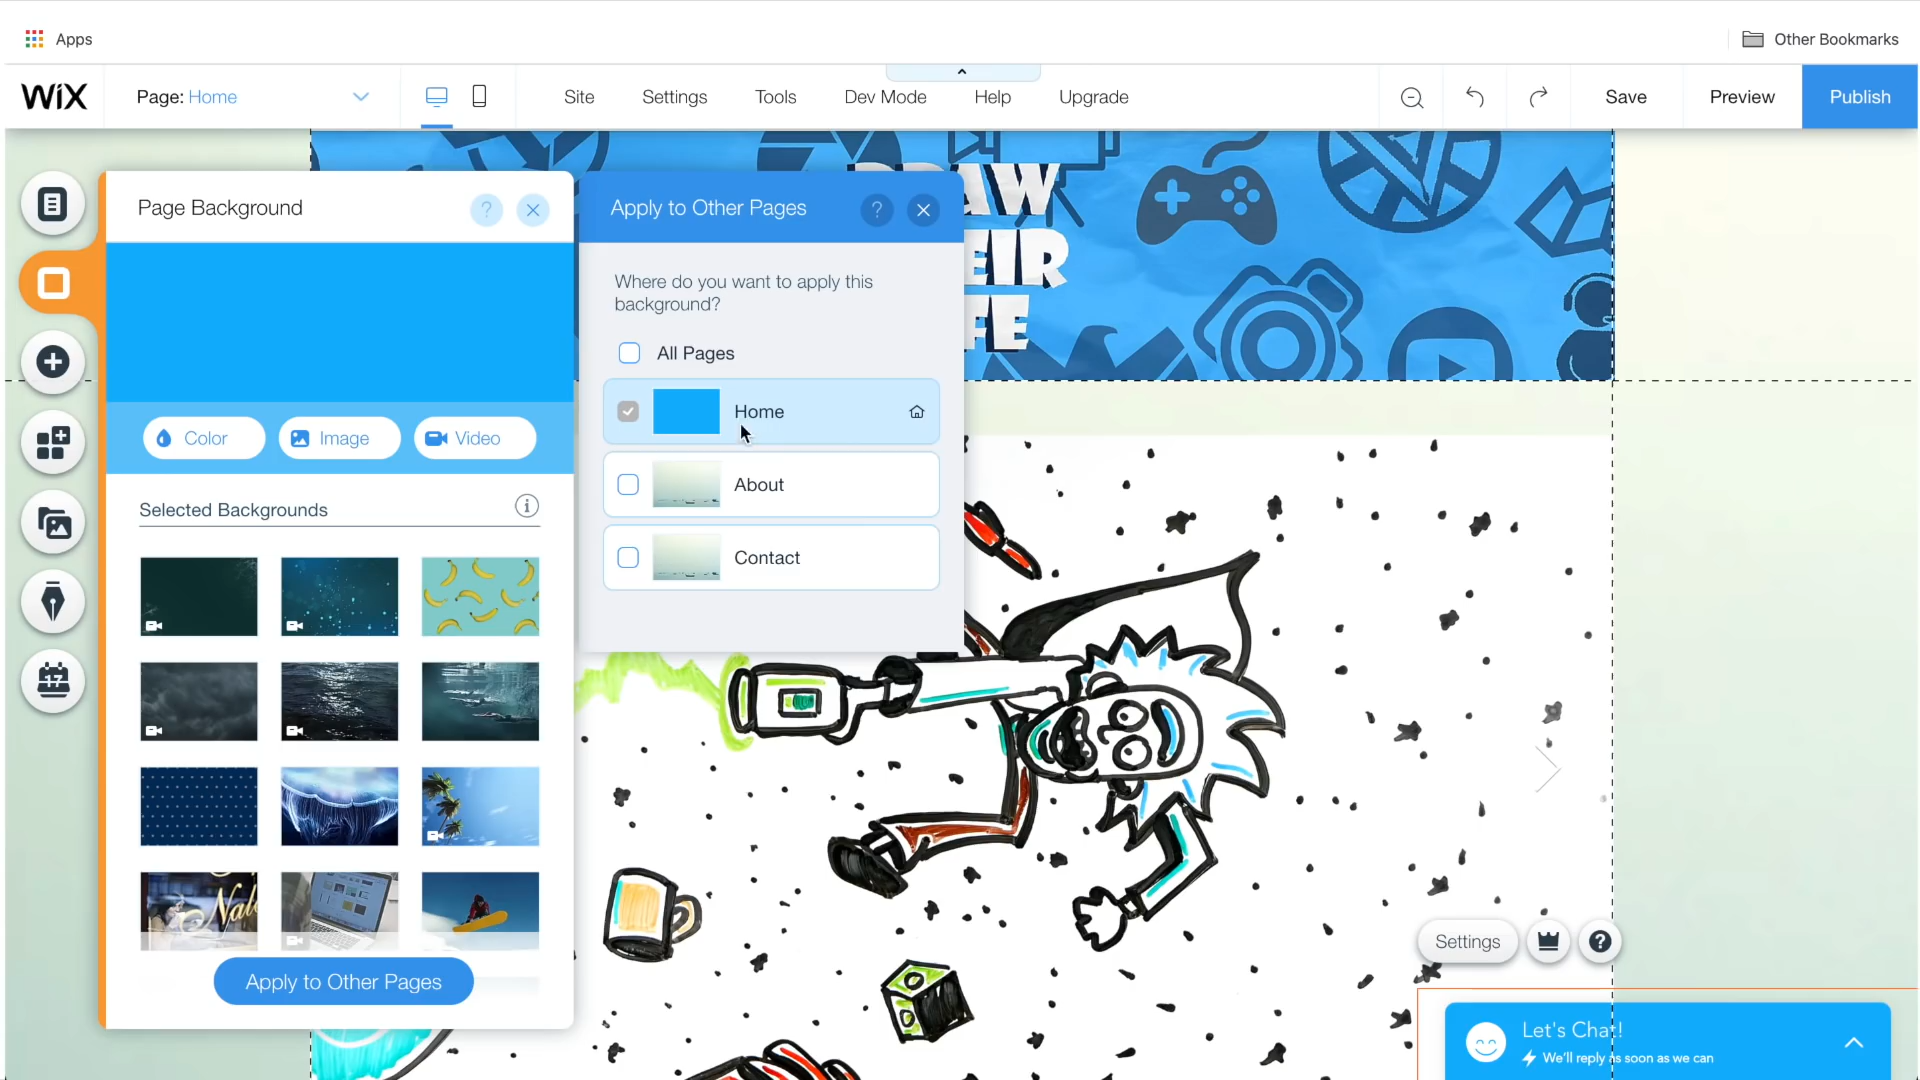 Apps
Other Bookmarks
WiX
Page: Home
Site
Settings
Tools
Dev Mode
Help
Upgrade
Save
Preview
Publish
Page Background
?
Apply to Other Pages
?
Where do you want to apply this
background?
All Pages
Home
About
Contact
Color
Image
Video
Selected Backgrounds
i
17
Apply to Other Pages
Settings
?
Let's Chat!
We'll reply as soon as we can